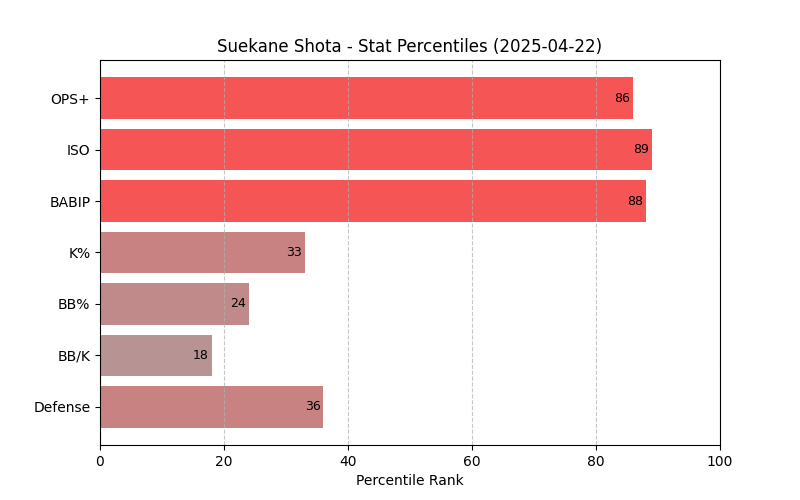 Suekane Shota - Stat Percentiles (2025-04-22)
OPS+ 86
ISO 89
BABIP 88
K% 33
BB% 24
BB/K 18
Defense 36
0 20 40 60 80 100
Percentile Rank